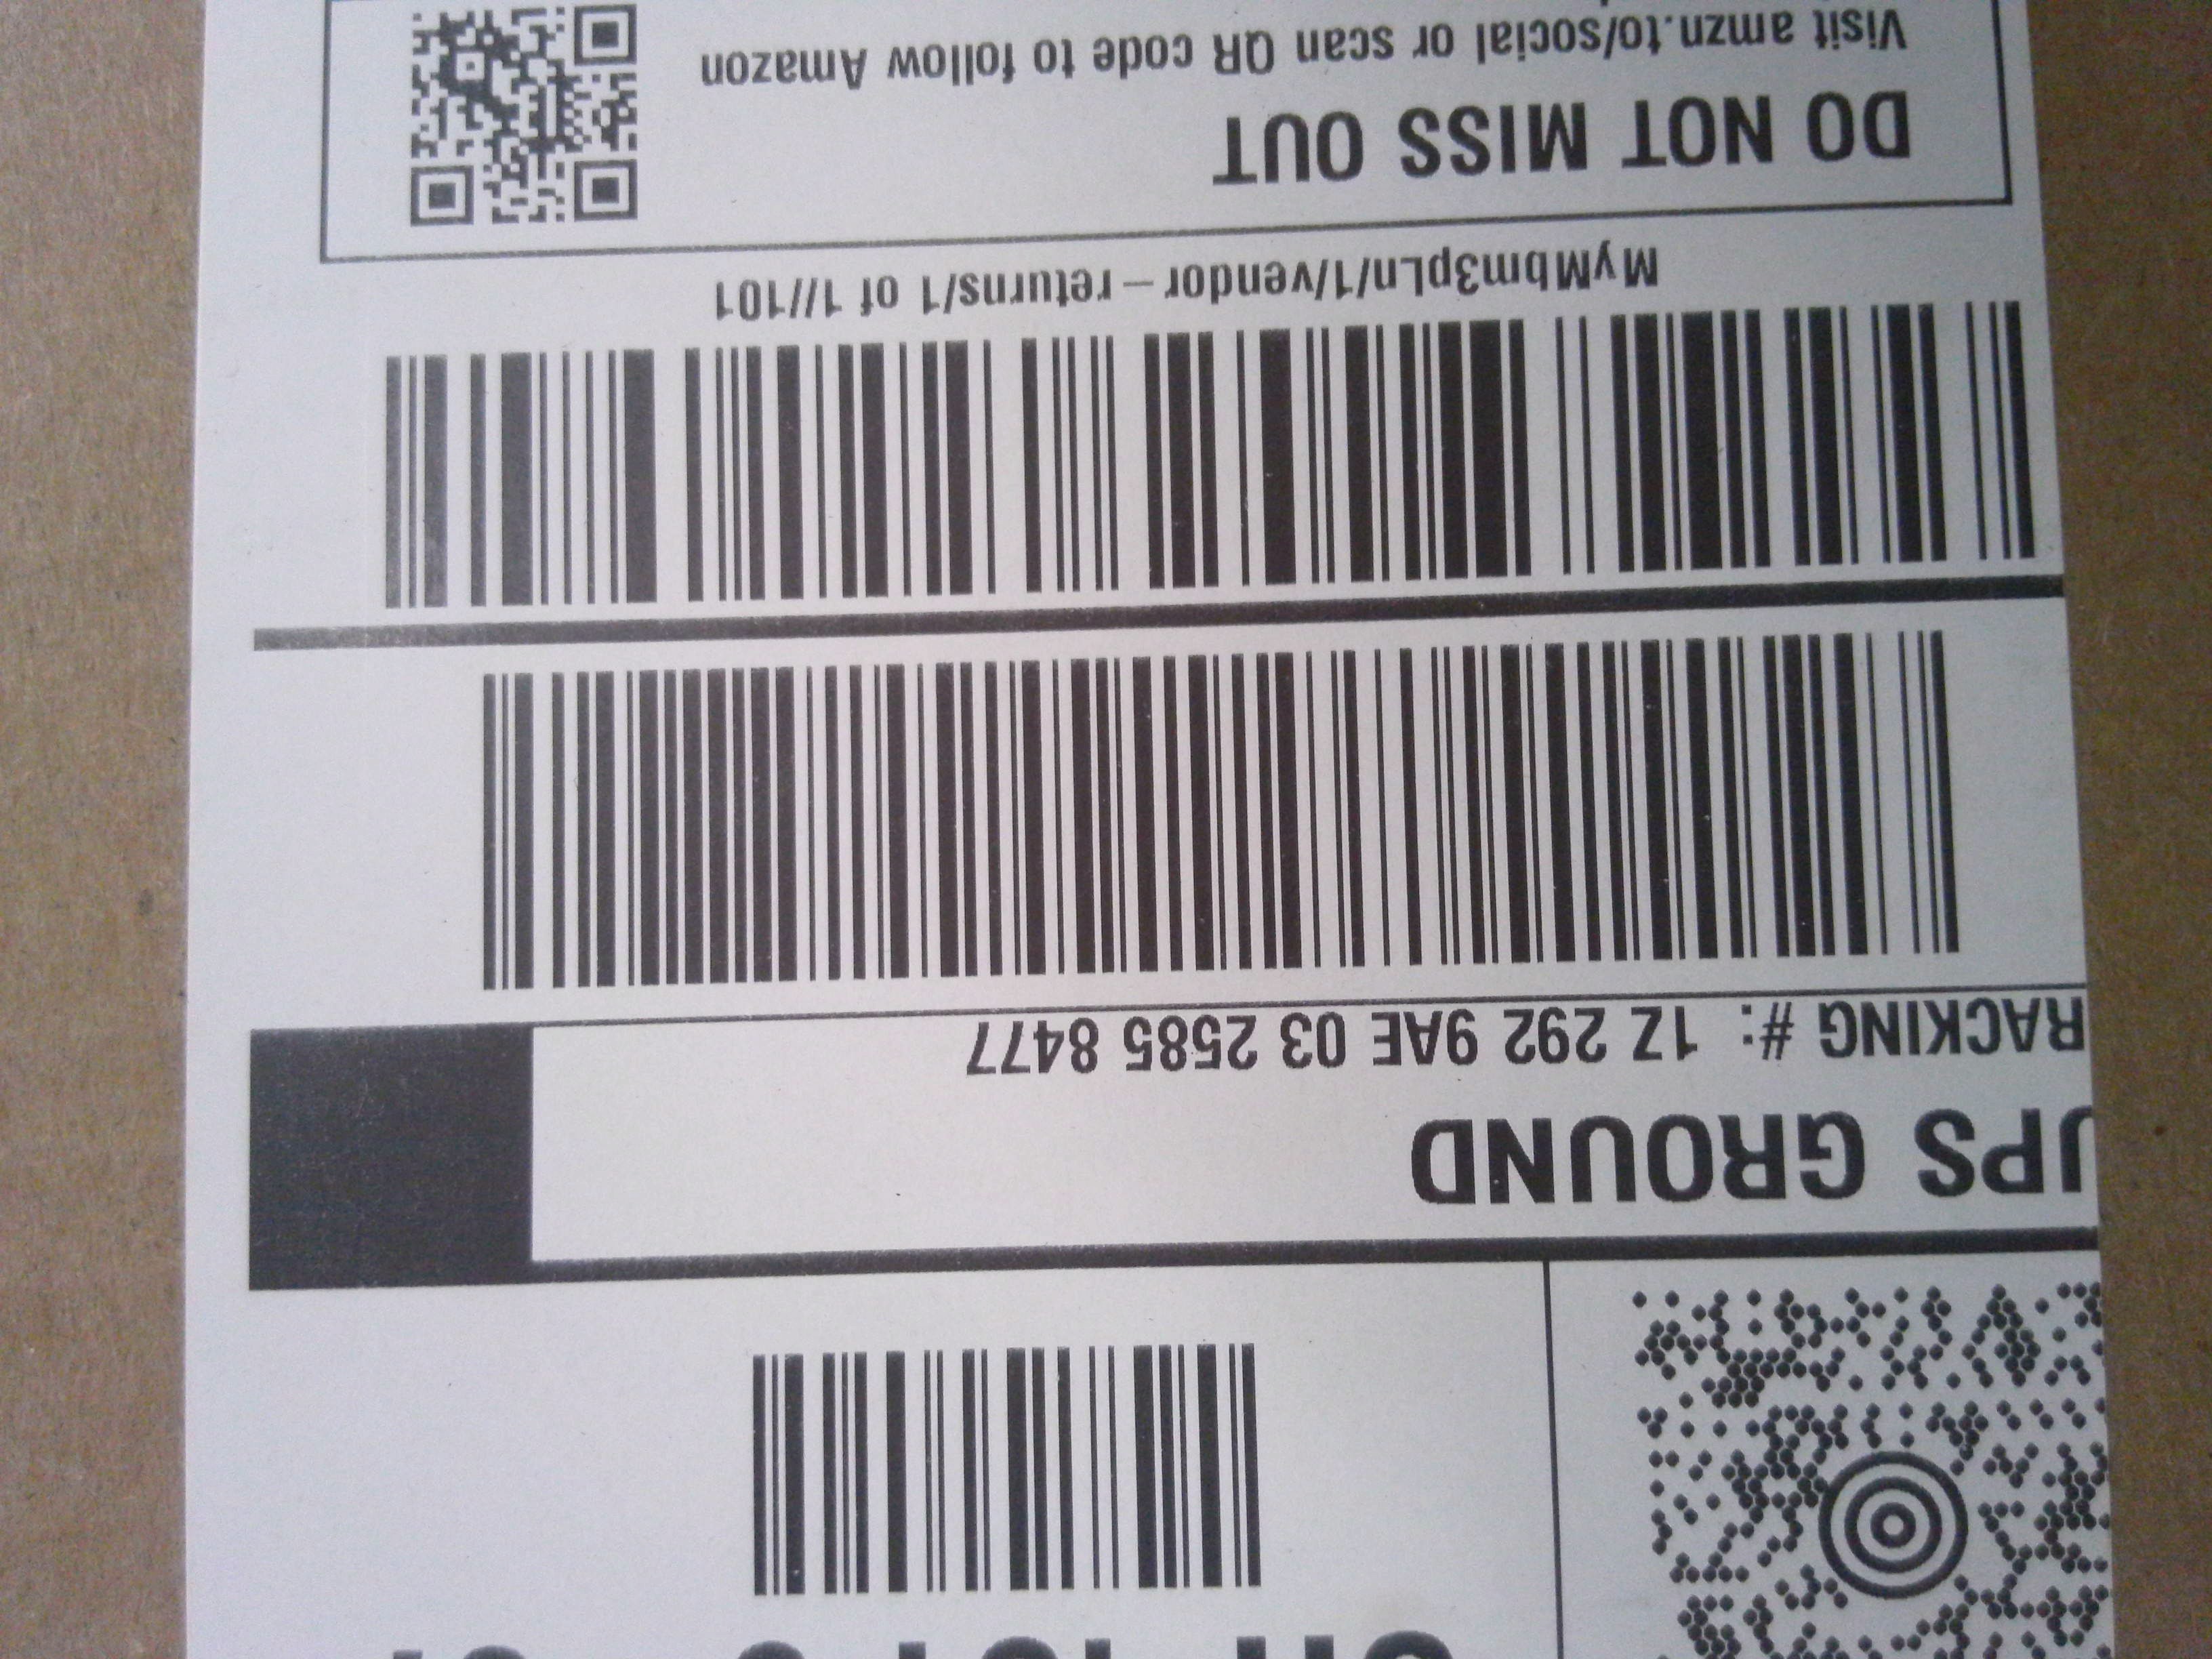 UPS GROUND
RACKING #: 1Z 292 9AE 03 2585 8477
MyMbm3pLn/1/vendor-returns/1 of 1//101
DO NOT MISS OUT
Visit amzn.to/social or scan QR code to follow Amazon